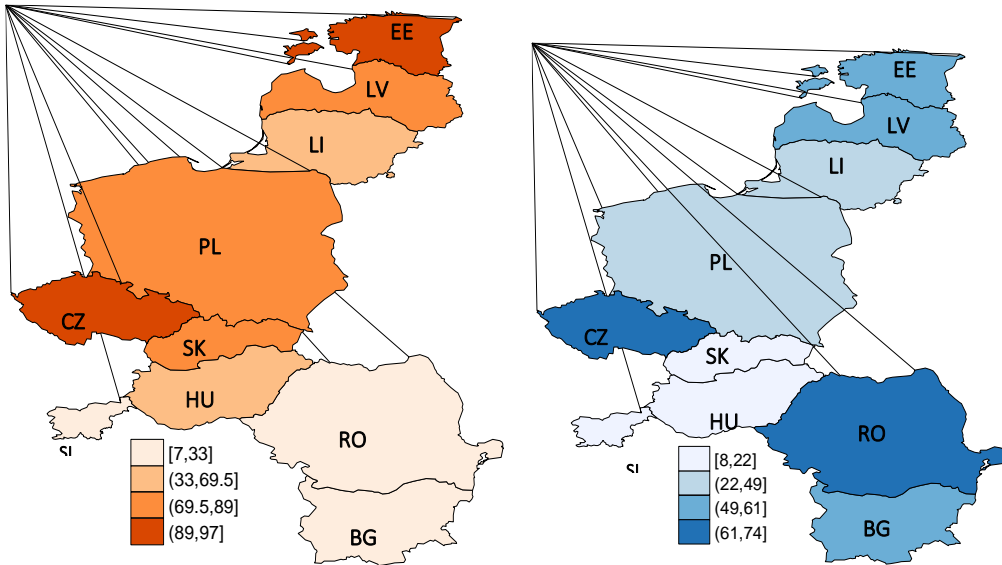 EE
LV
LI
PL
CZ
SK
HU
RO
BG
[7,33]
(33,69.5]
(69.5,89]
(89,97]
EE
LV
LI
PL
CZ
SK
HU
RO
BG
[8,22]
(22,49]
(49,61]
(61,74]